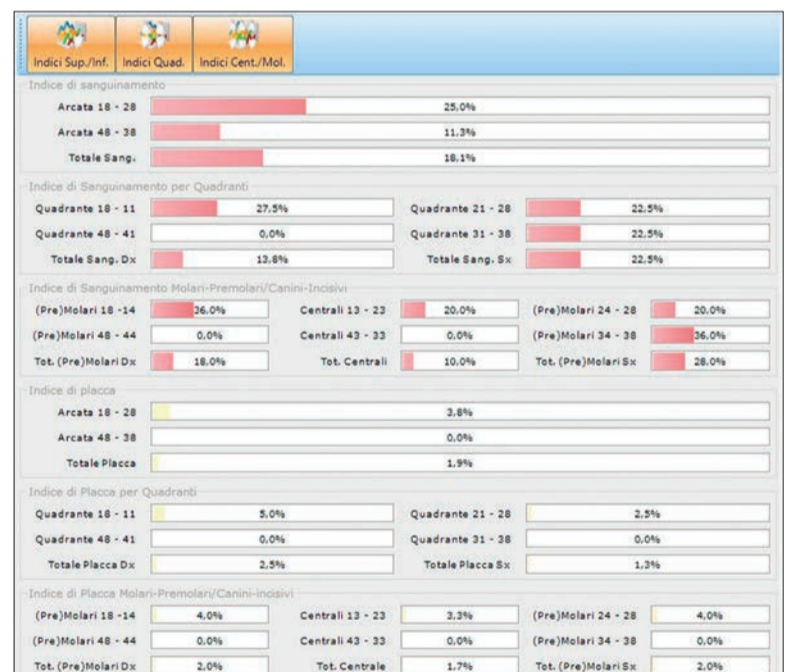 Indici Sup./Inf. Indici Quad. Indici Cent./Mol.
Indice di sanguinamento
Arcata 18 - 28 25,0%
Arcata 48 - 38 11,3%
Totale Sang. 18,1%
Indice di Sanguinamento per Quadranti
Quadrante 18 - 11 27,5% Quadrante 21 - 28 22,5%
Quadrante 48 - 41 0,0% Quadrante 31 - 38 22,5%
Totale Sang. Dx 13,8% Totale Sang. Sx 22,5%
Indice di Sanguinamento Molari-Premolari/Canini-Incisivi
(Pre)Molari 18 -14 36,0% Centrali 13 - 23 20,0% (Pre)Molari 24 - 28 20,0%
(Pre)Molari 48 - 44 0,0% Centrali 43 - 33 0,0% (Pre)Molari 34 - 38 36,0%
Tot. (Pre)Molari Dx 18,0% Tot. Centrali 10,0% Tot. (Pre)Molari Sx 28,0%
Indice di placca
Arcata 18 - 28 3,8%
Arcata 48 - 38 0,0%
Totale Placca 1,9%
Indice di Placca per Quadranti
Quadrante 18 - 11 5,0% Quadrante 21 - 28 2,5%
Quadrante 48 - 41 0,0% Quadrante 31 - 38 0,0%
Totale Placca Dx 2,5% Totale Placca Sx 1,3%
Indice di Placca Molari-Premolari/Canini-incisivi
(Pre)Molari 18 -14 4,0% Centrali 13 - 23 3,3% (Pre)Molari 24 - 28 4,0%
(Pre)Molari 48 - 44 0,0% Centrali 43 - 33 0,0% (Pre)Molari 34 - 38 0,0%
Tot. (Pre)Molari Dx 2,0% Tot. Centrale 1,7% Tot. (Pre)Molari Sx 2,0%